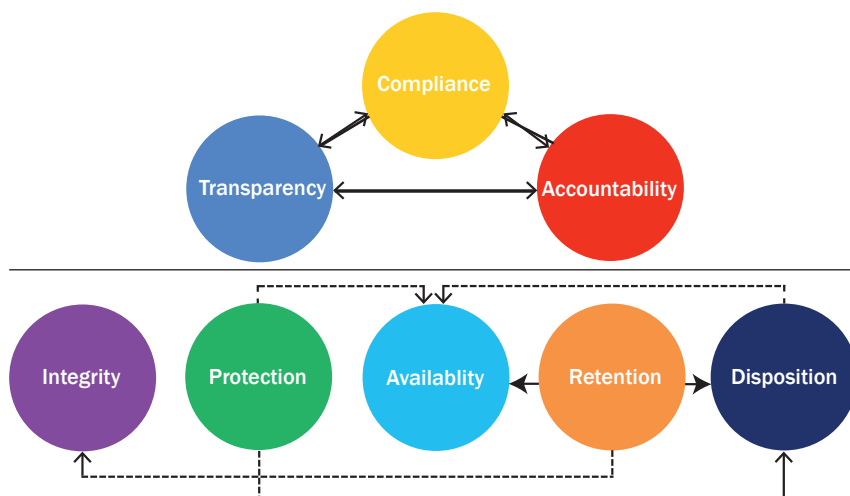 Compliance
Transparency
Accountability
Integrity
Protection
Availablity
Retention
Disposition